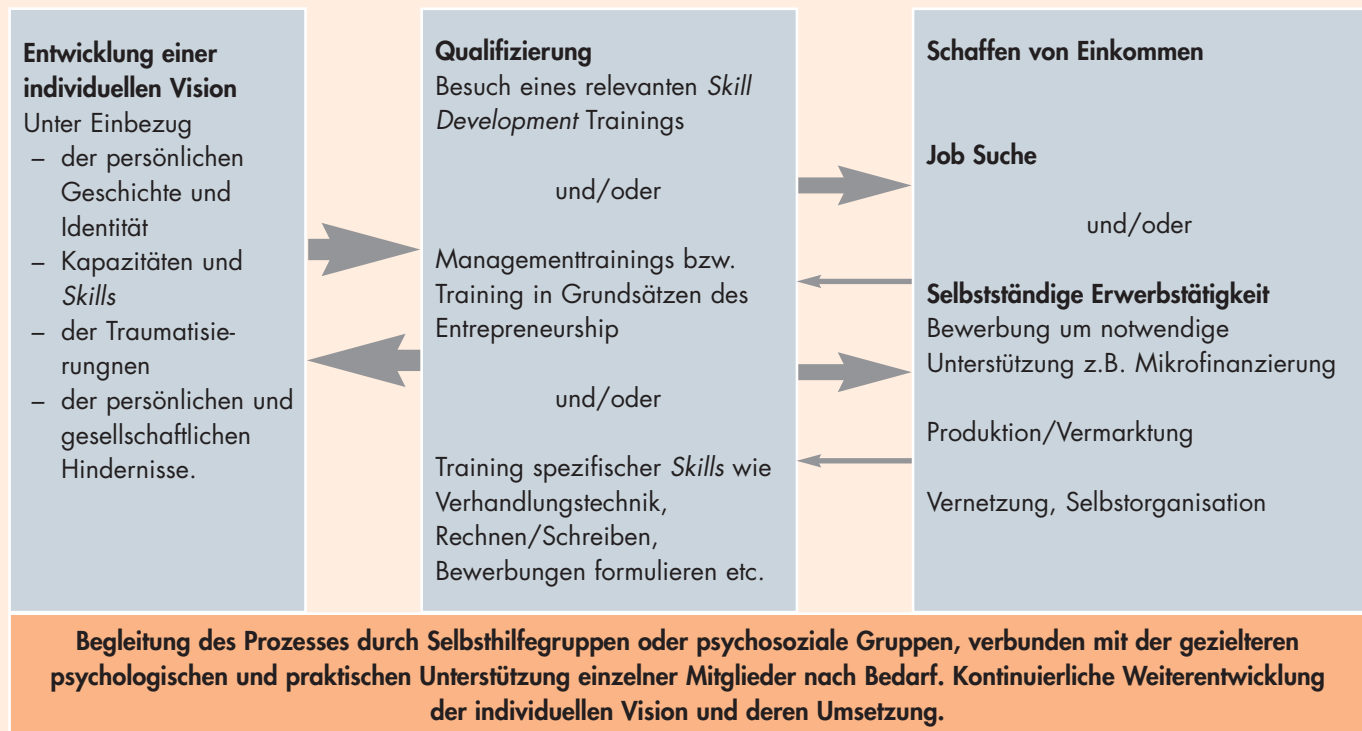 Entwicklung einer
individuellen Vision
Unter Einbezug
– der persönlichen
Geschichte und
Identität
– Kapazitäten und
Skills
– der Traumatisie-
rungnen
– der persönlichen und
gesellschaftlichen
Hindernisse.
Qualifizierung
Besuch eines relevanten Skill
Development Trainings
und/oder
Managementtrainings bzw.
Training in Grundsätzen des
Entrepreneurship
und/oder
Training spezifischer Skills wie
Verhandlungstechnik,
Rechnen/Schreiben,
Bewerbungen formulieren etc.
Schaffen von Einkommen
Job Suche
und/oder
Selbstständige Erwerbstätigkeit
Bewerbung um notwendige
Unterstützung z.B. Mikrofinanzierung
Produktion/Vermarktung
Vernetzung, Selbstorganisation
Begleitung des Prozesses durch Selbsthilfegruppen oder psychosoziale Gruppen, verbunden mit der gezielteren
psychologischen und praktischen Unterstützung einzelner Mitglieder nach Bedarf. Kontinuierliche Weiterentwicklung
der individuellen Vision und deren Umsetzung.